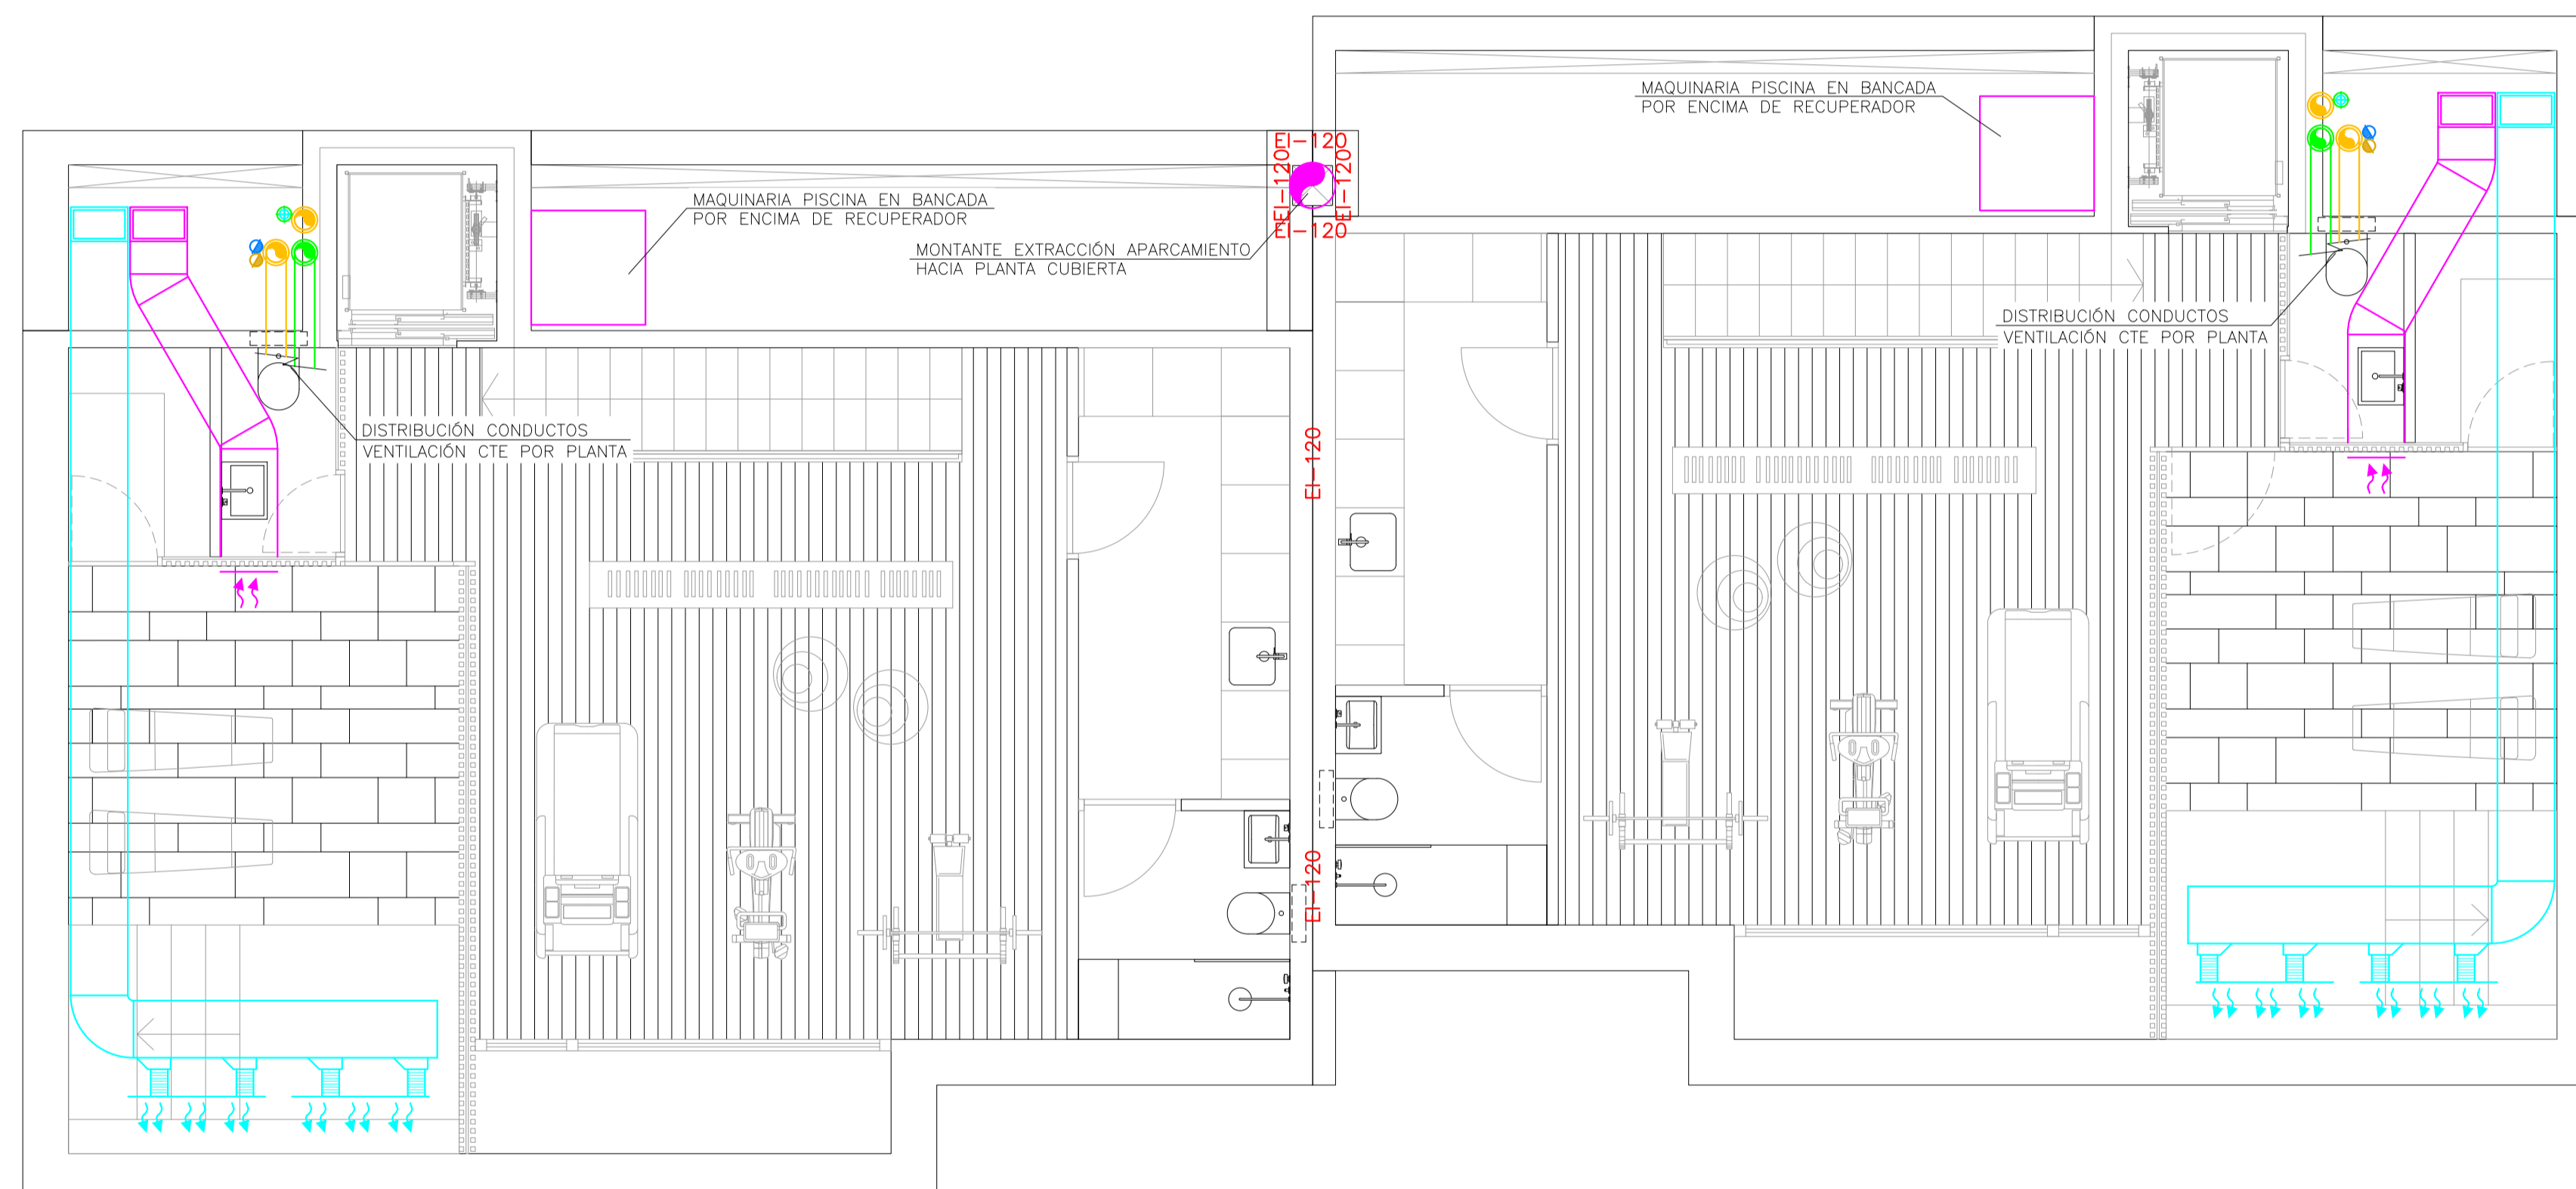 MAQUINARIA PISCINA EN BANCADA
POR ENCIMA DE RECUPERADOR
EI-120
EI-120
EI-120
EI-120
MAQUINARIA PISCINA EN BANCADA
POR ENCIMA DE RECUPERADOR
MONTANTE EXTRACCIÓN APARCAMIENTO
HACIA PLANTA CUBIERTA
DISTRIBUCIÓN CONDUCTOS
VENTILACIÓN CTE POR PLANTA
DISTRIBUCIÓN CONDUCTOS
VENTILACIÓN CTE POR PLANTA
EI-120
EI-120